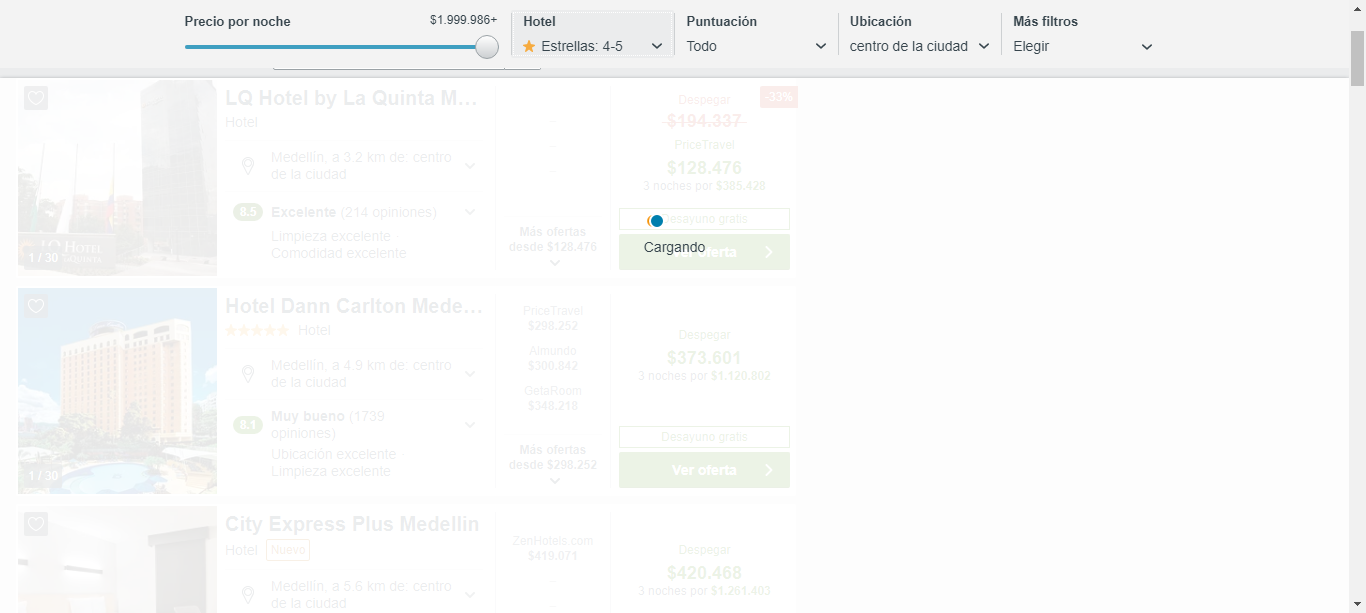 Precio por noche
$1.999.986+
Hotel
Estrellas: 4-5
Puntuación
Todo
Ubicación
centro de la ciudad
Más filtros
Elegir
LQ Hotel by La Quinta M...
Hotel
Medellín, a 3.2 km de: centro
de la ciudad
8.5 Excelente (214 opiniones)
Limpieza excelente
Comodidad excelente
1 / 30
-
-
-
Más ofertas
desde $128.476
Despegar
-33%
$194.337
PriceTravel
$128.476
3 noches por $385.428
Desayuno gratis
Cargando
Ver oferta
Hotel Dann Carlton Mede...
Hotel
Medellín, a 4.9 km de: centro
de la ciudad
8.1 Muy bueno (1739
opiniones)
Ubicación excelente
Limpieza excelente
1 / 30
PriceTravel
$298.252
Almundo
$300.842
GetaRoom
$348.218
Más ofertas
desde $298.252
Despegar
$373.601
3 noches por $1.120.802
Desayuno gratis
Ver oferta
City Express Plus Medellin
Hotel Nuevo
Medellín, a 5.6 km de: centro
de la ciudad
ZenHotels.com
$419.071
-
-
Despegar
$420.468
3 noches por $1.261.403